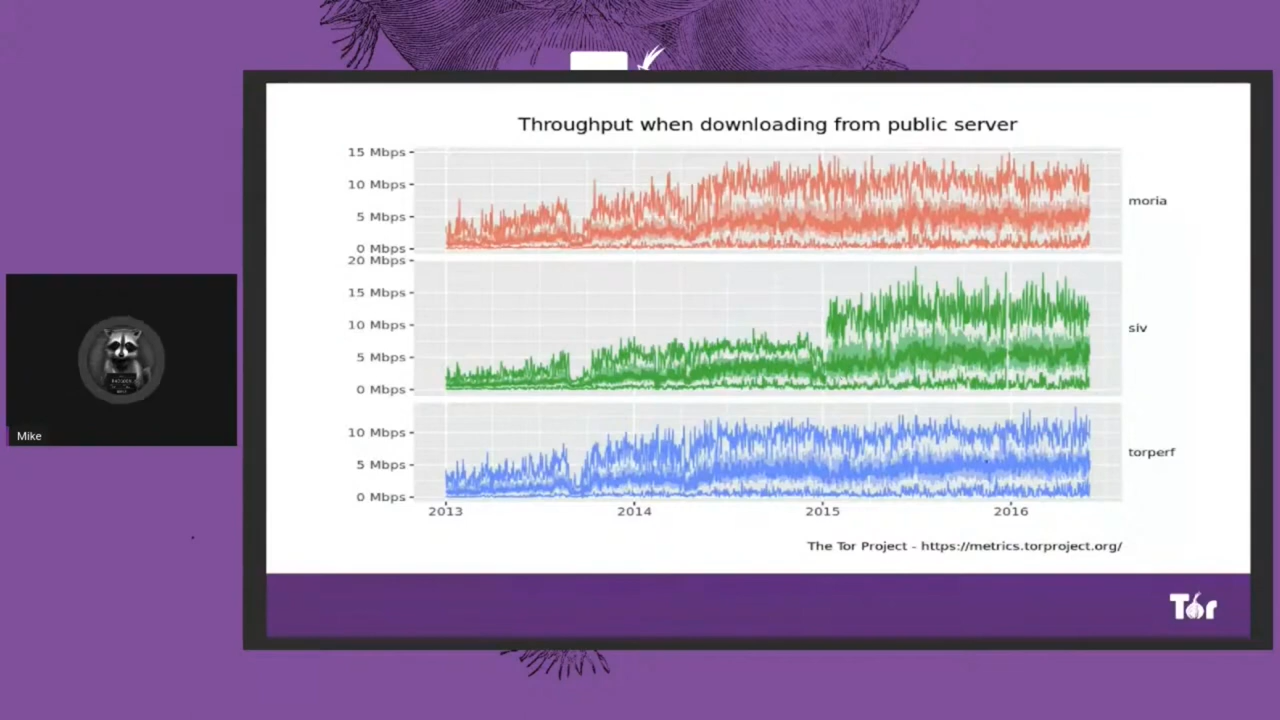 Throughput when downloading from public server
15 Mbps
10 Mbps
5 Mbps
0 Mbps
moria
20 Mbps
15 Mbps
10 Mbps
5 Mbps
0 Mbps
siv
10 Mbps
5 Mbps
0 Mbps
torperf
2013 2014 2015 2016
The Tor Project - https://metrics.torproject.org/
Tor
Mike